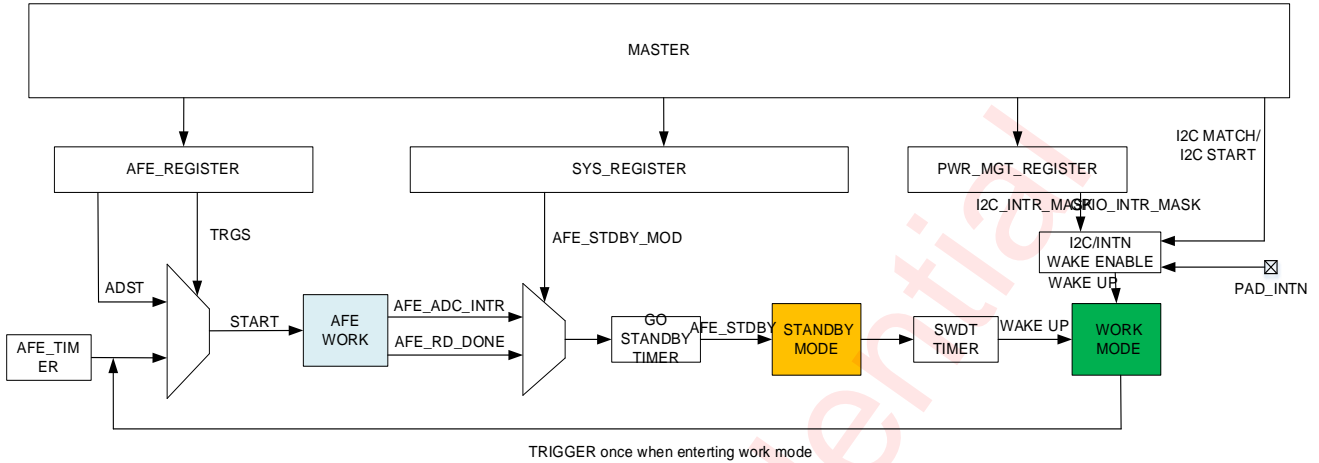 MASTER
I2C MATCH/
I2C START
AFE_REGISTER
SYS_REGISTER
PWR_MGT_REGISTER
I2C_INTR_MASK
GPIO_INTR_MASK
TRGS
AFE_STDBY_MOD
I2C/INTN
WAKE ENABLE
PAD_INTN
WAKE UP
ADST
START
AFE_TIM
ER
AFE
WORK
AFE_ADC_INTR
AFE_RD_DONE
GO
STANDBY
TIMER
AFE_STDBY
STANDBY
MODE
SWDT
TIMER
WAKE UP
WORK
MODE
TRIGGER once when enterting work mode
dential